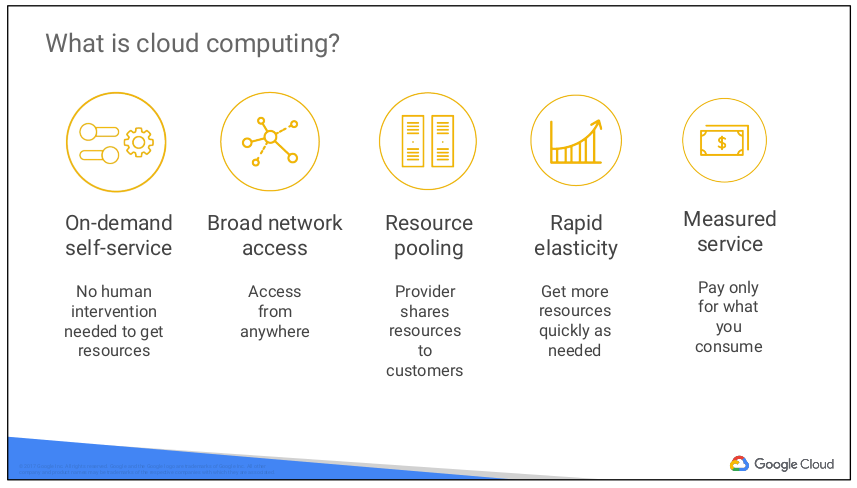 What is cloud computing?
$
On-demand
self-service
No human
intervention
needed to get
resources
Broad network
access
Access
from
anywhere
Resource
pooling
Provider
shares
resources
to
customers
Rapid
elasticity
Get more
resources
quickly as
needed
Measured
service
Pay only
for what
you
consume
Google Cloud